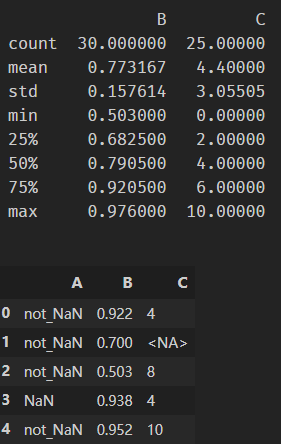 B C
count 30.000000 25.00000
mean 0.773167 4.40000
std 0.157614 3.05505
min 0.503000 0.00000
25% 0.682500 2.00000
50% 0.790500 4.00000
75% 0.920500 6.00000
max 0.976000 10.00000
A B C
0 not_NaN 0.922 4
1 not_NaN 0.700 <NA>
2 not_NaN 0.503 8
3 NaN 0.938 4
4 not_NaN 0.952 10